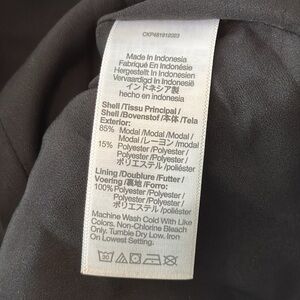 CKP481912023
Made In Indonesia
Fabriqué En Indonésie
Hergestellt In Indonesien
Vervaardigd In Indonesië
インドネシア製
hecho en indonesia
Shell /Tissu Principal /
Shell /Bovenstof /本体 /Tela
Exterior:
85% Modal /Modal /Modal /
Modal /レーヨン /modal
15% Polyester /Polyester /
Polyester /Polyester /
ポリエステル /poliéster
Lining /Doublure /Futter /
Voering /裏地 /Forro:
100% Polyester /Polyester /
Polyester /Polyester /
ポリエステル /poliéster
Machine Wash Cold With Like
Colors. Non-Chlorine Bleach
Only. Tumble Dry Low. Iron
On Lowest Setting.
30